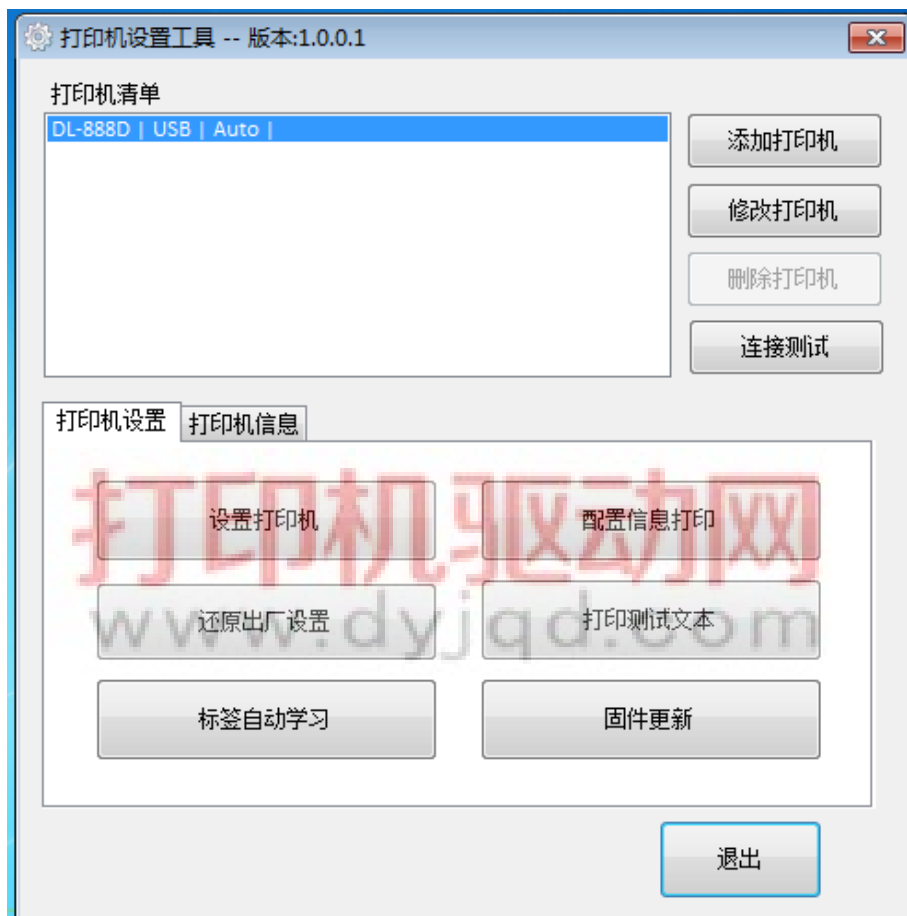 打印机设置工具 -- 版本:1.0.0.1
打印机清单
DL-888D | USB | Auto |
添加打印机
修改打印机
删除打印机
连接测试
打印机设置 打印机信息
打印机驱动网
www.dyjqd.com
设置打印机 配置信息打印
还原出厂设置 打印测试文本
标签自动学习 固件更新
退出